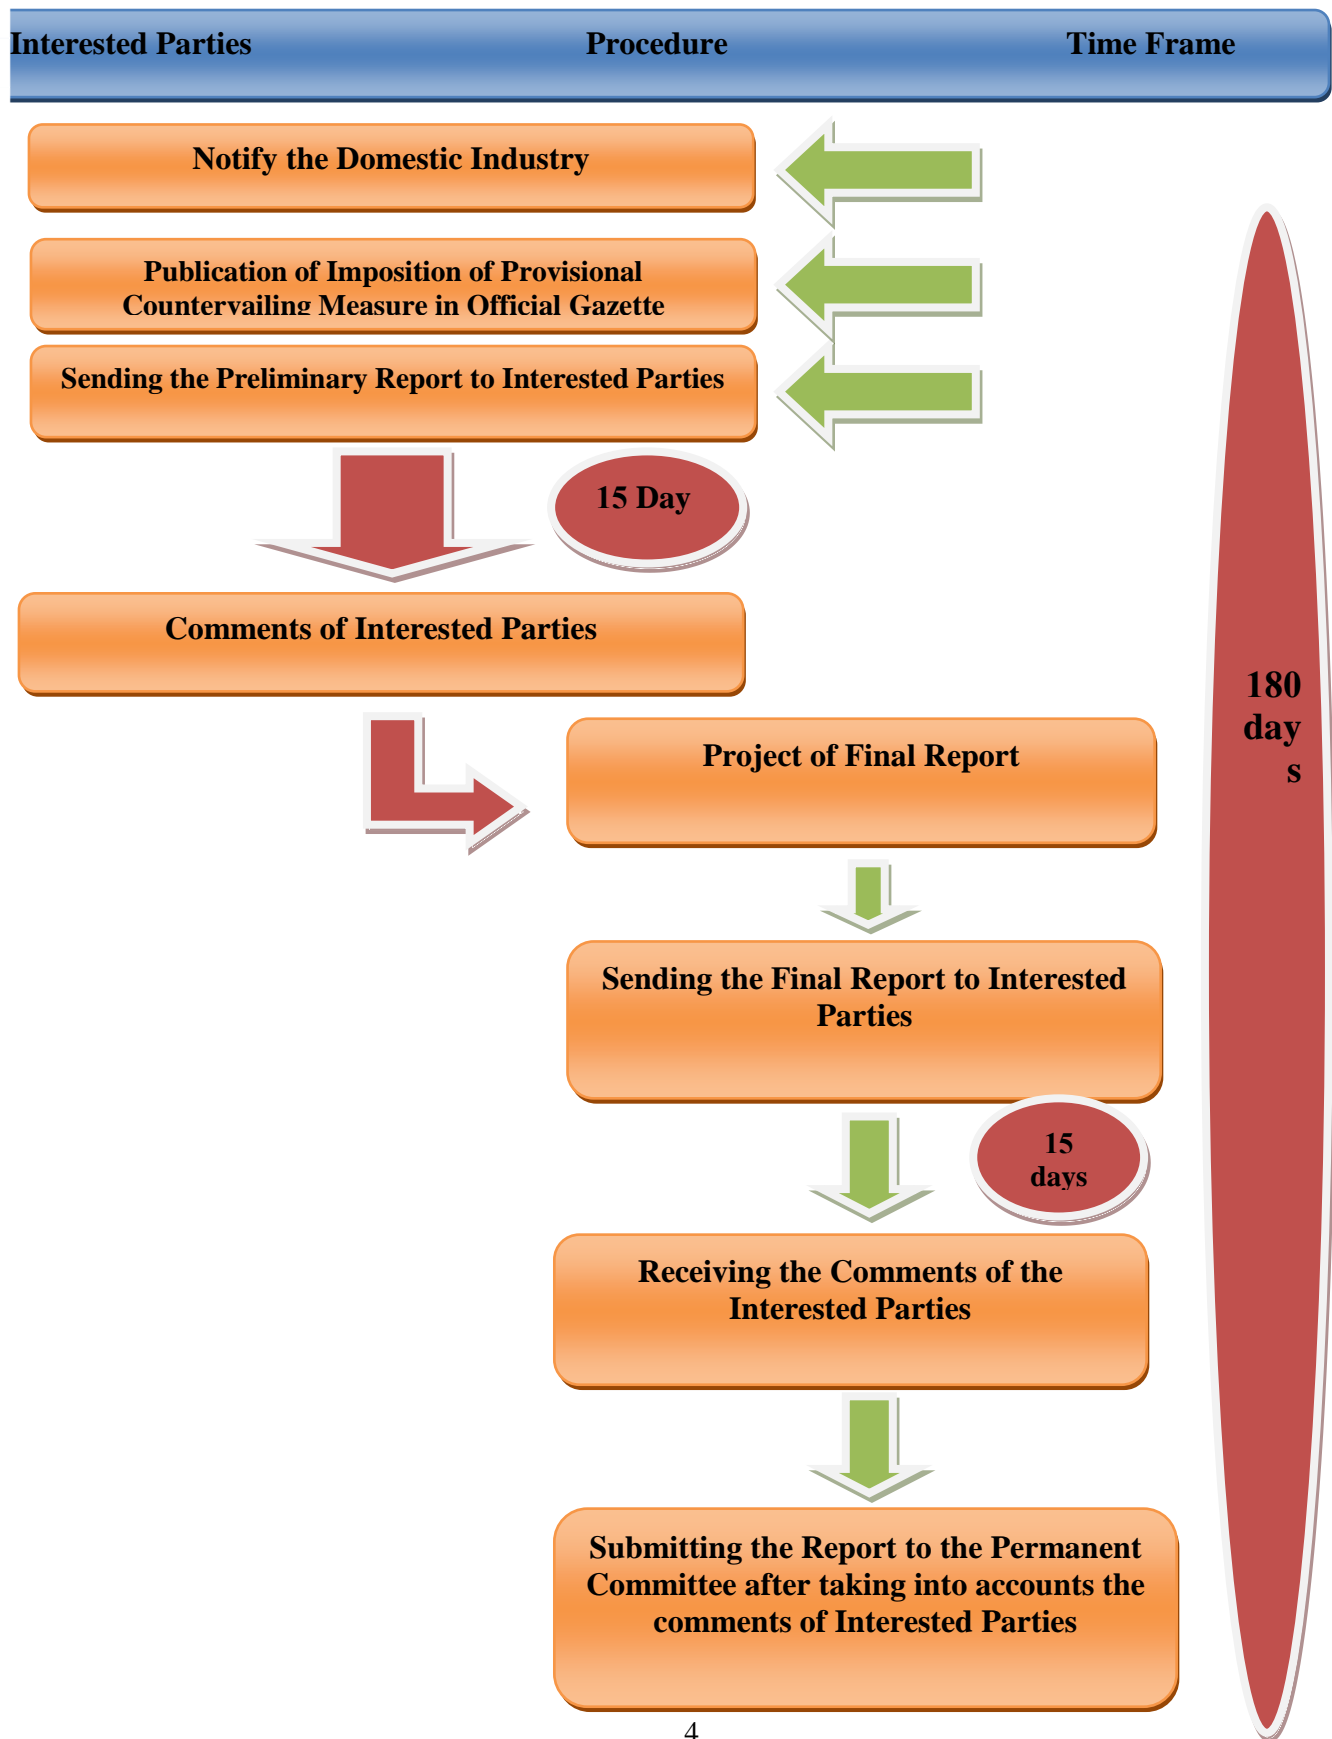 Interested Parties Procedure Time Frame
Notify the Domestic Industry
Publication of Imposition of Provisional
Countervailing Measure in Official Gazette
Sending the Preliminary Report to Interested Parties
15 Day
Comments of Interested Parties
180
day
s
Project of Final Report
Sending the Final Report to Interested
Parties
15
days
Receiving the Comments of the
Interested Parties
Submitting the Report to the Permanent
Committee after taking into accounts the
comments of Interested Parties
4